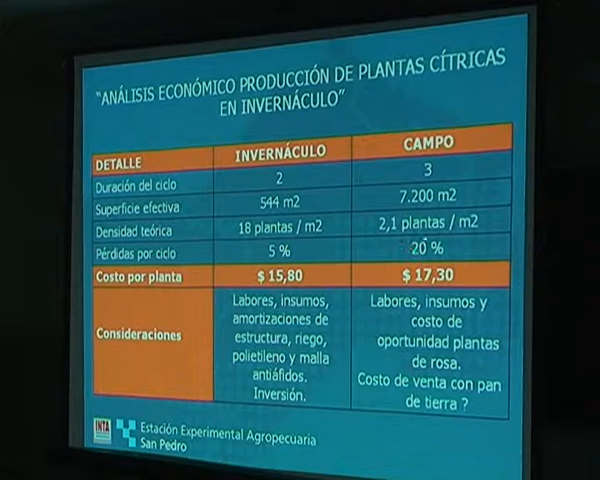 "ANÁLISIS ECONÓMICO PRODUCCIÓN DE PLANTAS CÍTRICAS
EN INVERNÁCULO"
DETALLE INVERNÁCULO CAMPO
Duración del ciclo 2 3
Superficie efectiva 544 m2 7.200 m2
Densidad teórica 18 plantas / m2 2,1 plantas / m2
Pérdidas por ciclo 5 % 20 %
Costo por planta $ 15,80 $ 17,30
Consideraciones
Labores, insumos,
amortizaciones de
estructura, riego,
polietileno y malla
antiáfidos.
Inversión.
Labores, insumos y
costo de
oportunidad plantas
de rosa.
Costo de venta con pan
de tierra ?
INTA
Estación Experimental Agropecuaria
San Pedro